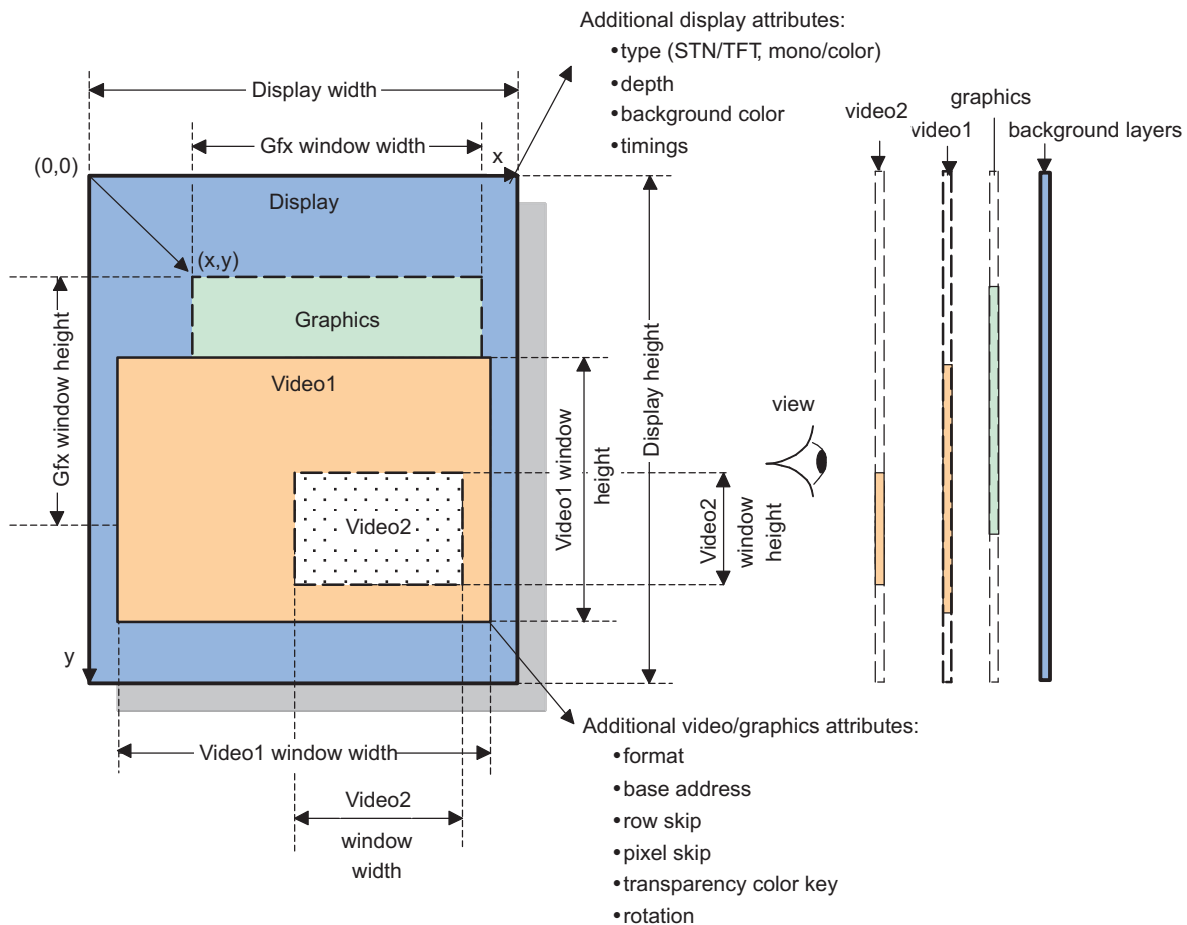 Additional display attributes:
•type (STN/TFT, mono/color)
•depth
•background color
•timings
Display width
Gfx window width
x
(0,0)
Display
(x,y)
Graphics
Gfx window height
Video1
Video2
Video1 window
height
Display height
Video2
window
height
view
video2
video1
graphics
background layers
y
Video1 window width
Video2
window
width
Additional video/graphics attributes:
•format
•base address
•row skip
•pixel skip
•transparency color key
•rotation